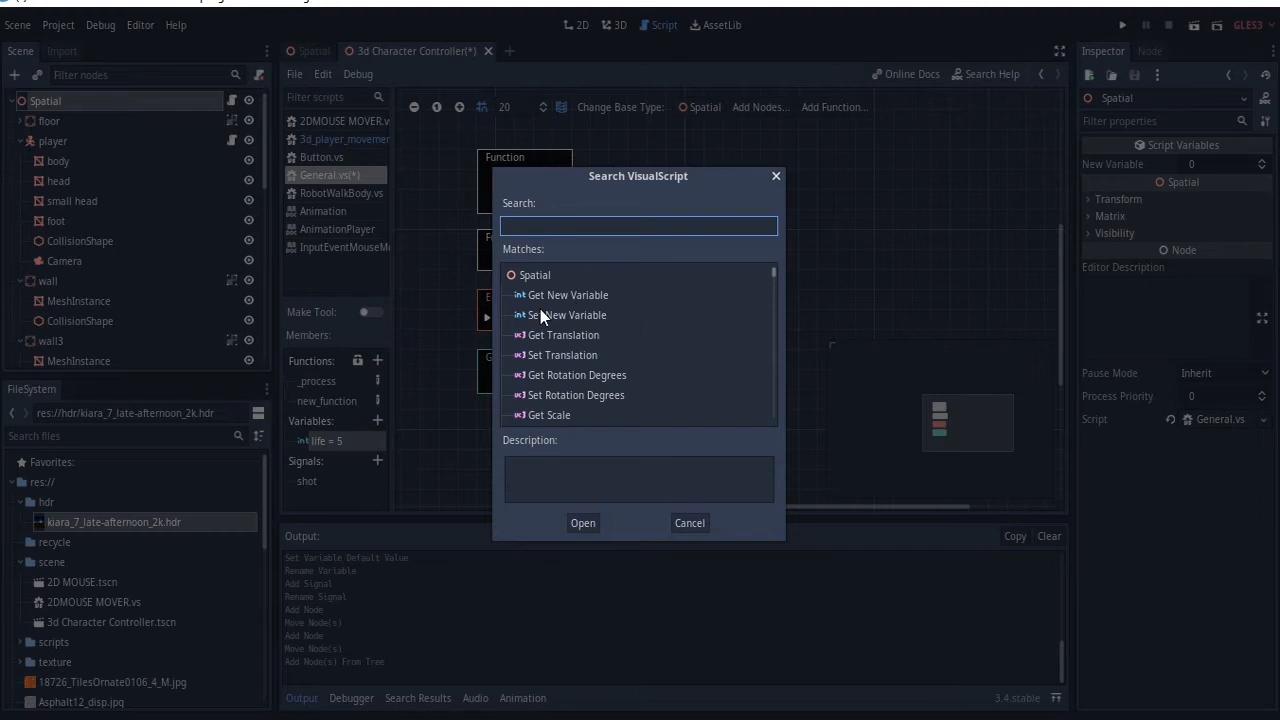 Scene Project Debug Editor Help
2D 3D Script AssetLib
GLES3
Scene Import
Filter nodes
Spatial
floor
player
body
head
small head
foot
CollisionShape
Camera
wall
MeshInstance
CollisionShape
wall3
MeshInstance
FileSystem
res://hdr/kiara_7_late-afternoon_2k.hdr
Search files
Favorites:
res://
hdr
kiara_7_late-afternoon_2k.hdr
recycle
scene
2D MOUSE.tscn
2DMOUSE MOVER.vs
3d Character Controller.tscn
scripts
texture
18726_TilesOrnate0106_4_M.jpg
Asphalt12_disp.jpg
Spatial 3d Character Controller(*)
File Edit Debug
Online Docs Search Help
Filter scripts
2DMOUSE MOVER.v
3d_player_movemen
Button.vs
General.vs(*)
RobotWalkBody.vs
Animation
AnimationPlayer
InputEventMouseM
Make Tool:
Members:
Functions:
_process
new_function
Variables:
int life = 5
Signals:
shot
20 Change Base Type: Spatial Add Nodes... Add Function...
Function
Search VisualScript
Search:
Matches:
Spatial
int Get New Variable
int Set New Variable
Get Translation
Set Translation
Get Rotation Degrees
Set Rotation Degrees
Get Scale
Description:
Open Cancel
Output: Copy Clear
Set Variable Default Value
Rename Variable
Add Signal
Rename Signal
Add Node
Move Node(s)
Add Node
Move Node(s)
Add Node(s) From Tree
Output Debugger Search Results Audio Animation 3.4.stable
Inspector Node
Spatial
Filter properties
Script Variables
New Variable 0
Spatial
Transform
Matrix
Visibility
Node
Editor Description
Pause Mode Inherit
Process Priority 0
Script General.vs